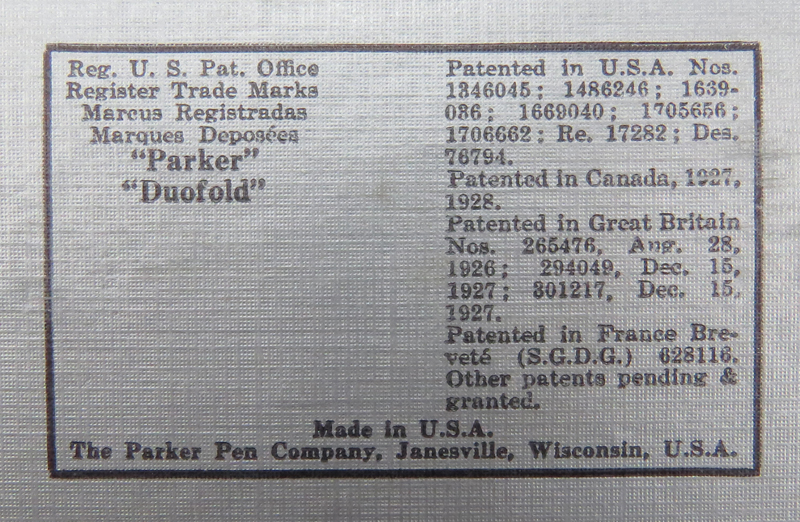 Reg. U. S. Pat. Office
Register Trade Marks
Marcus Registradas
Marques Deposées
"Parker"
"Duofold"
Patented in U.S.A. Nos.
1346045; 1486246; 1639-
086; 1669040; 1705656;
1706662; Re. 17282; Des.
76794.
Patented in Canada, 1927,
1928.
Patented in Great Britain
Nos. 265476, Aug. 28,
1926; 294049, Dec. 15,
1927; 301217, Dec. 15,
1927.
Patented in France Bre-
veté (S.G.D.G.) 628116.
Other patents pending &
granted.
Made in U.S.A.
The Parker Pen Company, Janesville, Wisconsin, U.S.A.